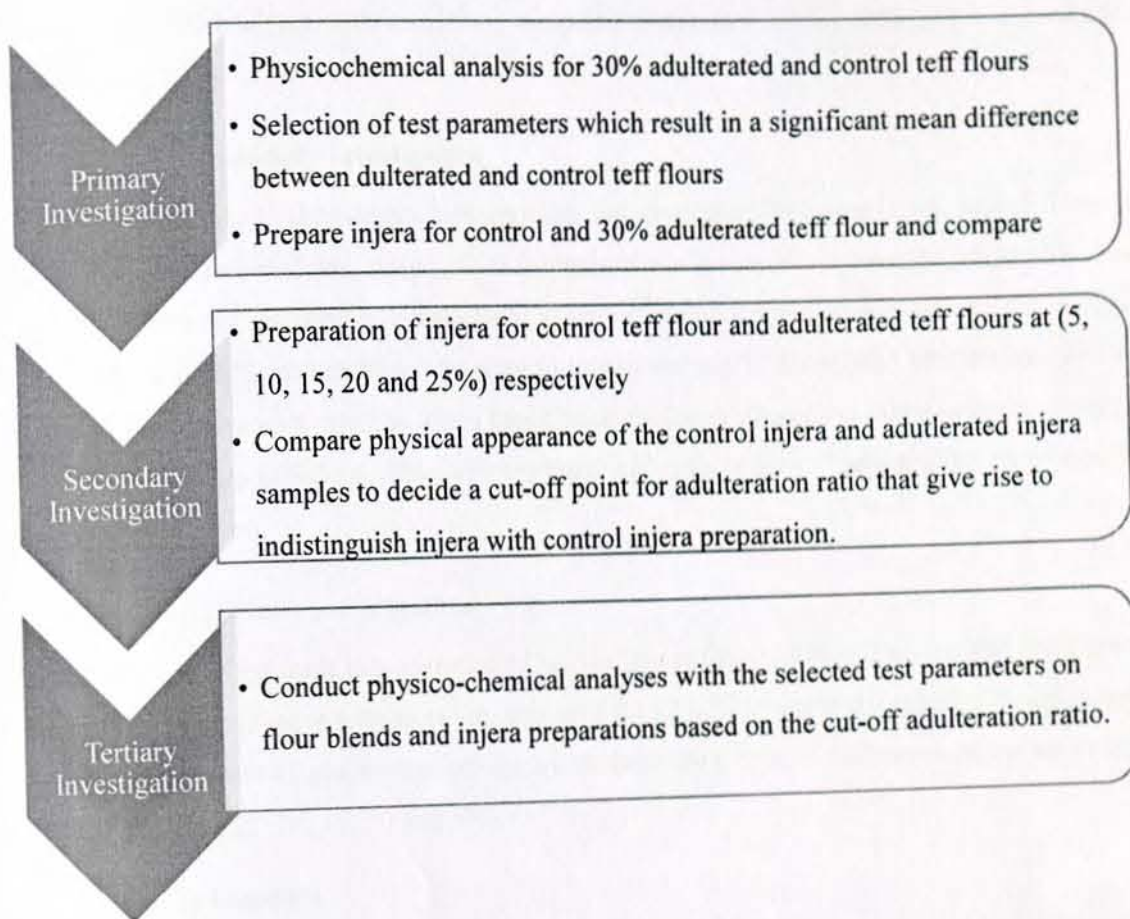 Primary
Investigation
• Physicochemical analysis for 30% adulterated and control teff flours
• Selection of test parameters which result in a significant mean difference
between dulterated and control teff flours
• Prepare injera for control and 30% adulterated teff flour and compare
Secondary
Investigation
• Preparation of injera for cotnrol teff flour and adulterated teff flours at (5,
10, 15, 20 and 25%) respectively
• Compare physical appearance of the control injera and adutlerated injera
samples to decide a cut-off point for adulteration ratio that give rise to
indistinguish injera with control injera preparation.
Tertiary
Investigation
• Conduct physico-chemical analyses with the selected test parameters on
flour blends and injera preparations based on the cut-off adulteration ratio.